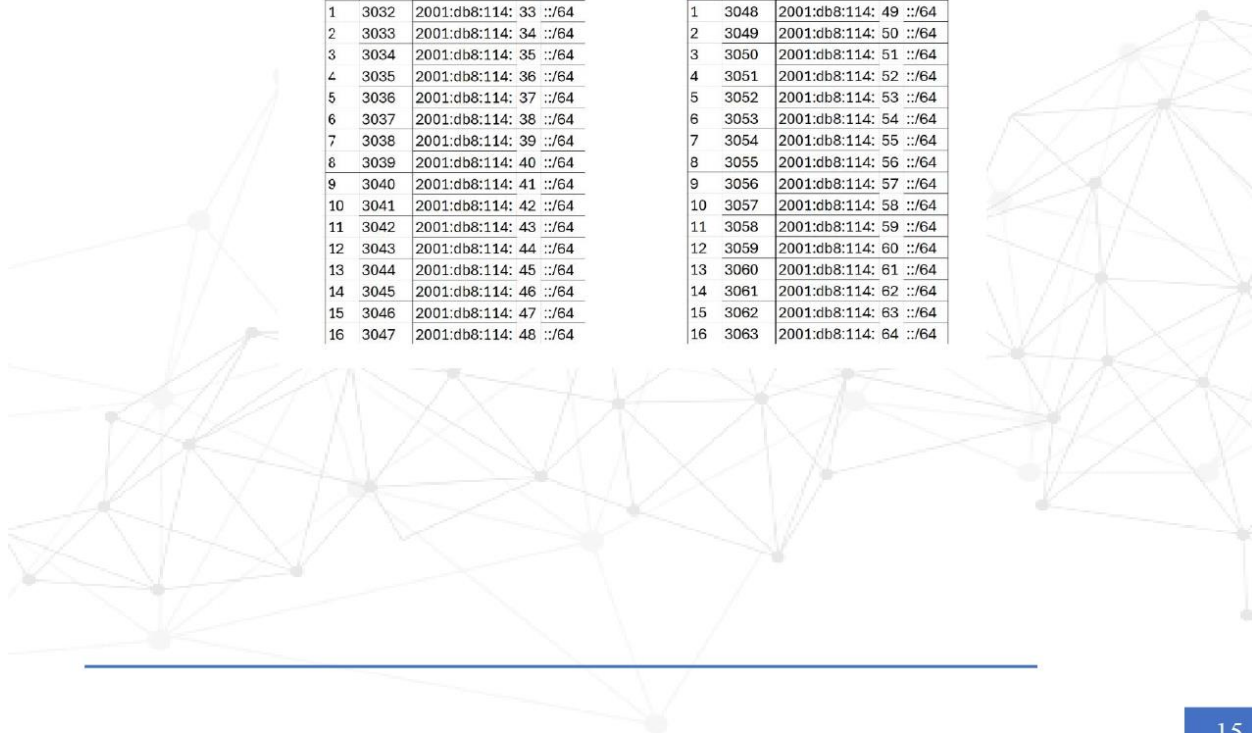 1 3032 2001:db8:114: 33 ::/64
2 3033 2001:db8:114: 34 ::/64
3 3034 2001:db8:114: 35 ::/64
4 3035 2001:db8:114: 36 ::/64
5 3036 2001:db8:114: 37 ::/64
6 3037 2001:db8:114: 38 ::/64
7 3038 2001:db8:114: 39 ::/64
8 3039 2001:db8:114: 40 ::/64
9 3040 2001:db8:114: 41 ::/64
10 3041 2001:db8:114: 42 ::/64
11 3042 2001:db8:114: 43 ::/64
12 3043 2001:db8:114: 44 ::/64
13 3044 2001:db8:114: 45 ::/64
14 3045 2001:db8:114: 46 ::/64
15 3046 2001:db8:114: 47 ::/64
16 3047 2001:db8:114: 48 ::/64
1 3048 2001:db8:114: 49 ::/64
2 3049 2001:db8:114: 50 ::/64
3 3050 2001:db8:114: 51 ::/64
4 3051 2001:db8:114: 52 ::/64
5 3052 2001:db8:114: 53 ::/64
6 3053 2001:db8:114: 54 ::/64
7 3054 2001:db8:114: 55 ::/64
8 3055 2001:db8:114: 56 ::/64
9 3056 2001:db8:114: 57 ::/64
10 3057 2001:db8:114: 58 ::/64
11 3058 2001:db8:114: 59 ::/64
12 3059 2001:db8:114: 60 ::/64
13 3060 2001:db8:114: 61 ::/64
14 3061 2001:db8:114: 62 ::/64
15 3062 2001:db8:114: 63 ::/64
16 3063 2001:db8:114: 64 ::/64
15